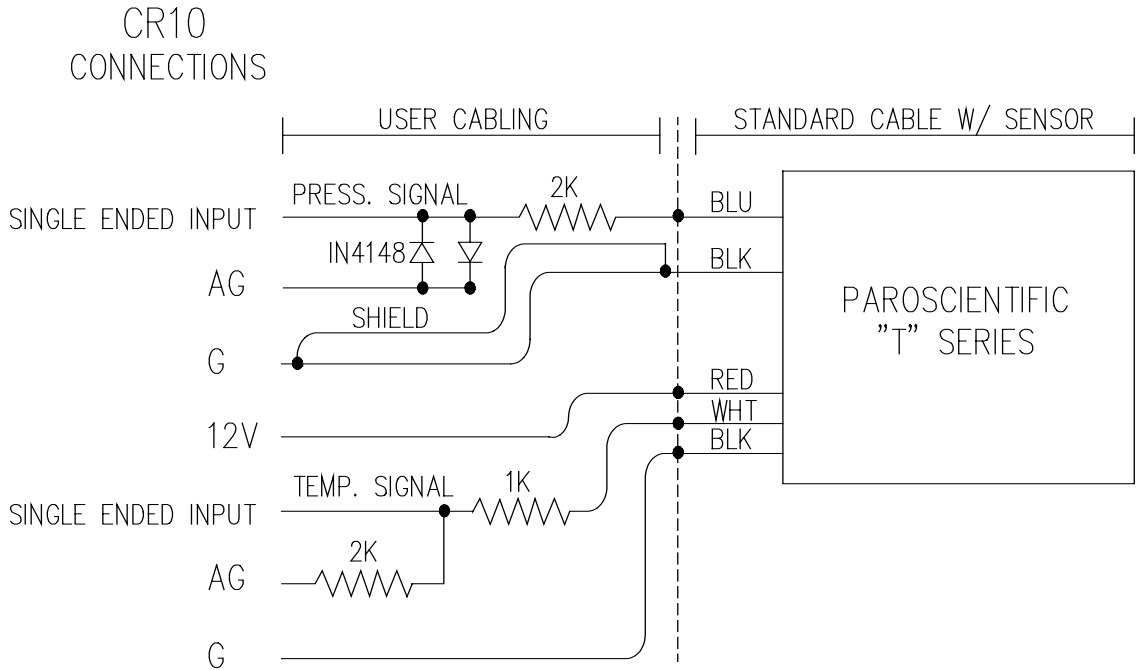 CR10
CONNECTIONS
USER CABLING
STANDARD CABLE W/ SENSOR
PRESS. SIGNAL
2K
BLU
SINGLE ENDED INPUT
IN4148
BLK
AG
PAROSCIENTIFIC
"T" SERIES
SHIELD
G
RED
WHT
12V
BLK
TEMP. SIGNAL
1K
SINGLE ENDED INPUT
2K
AG
G